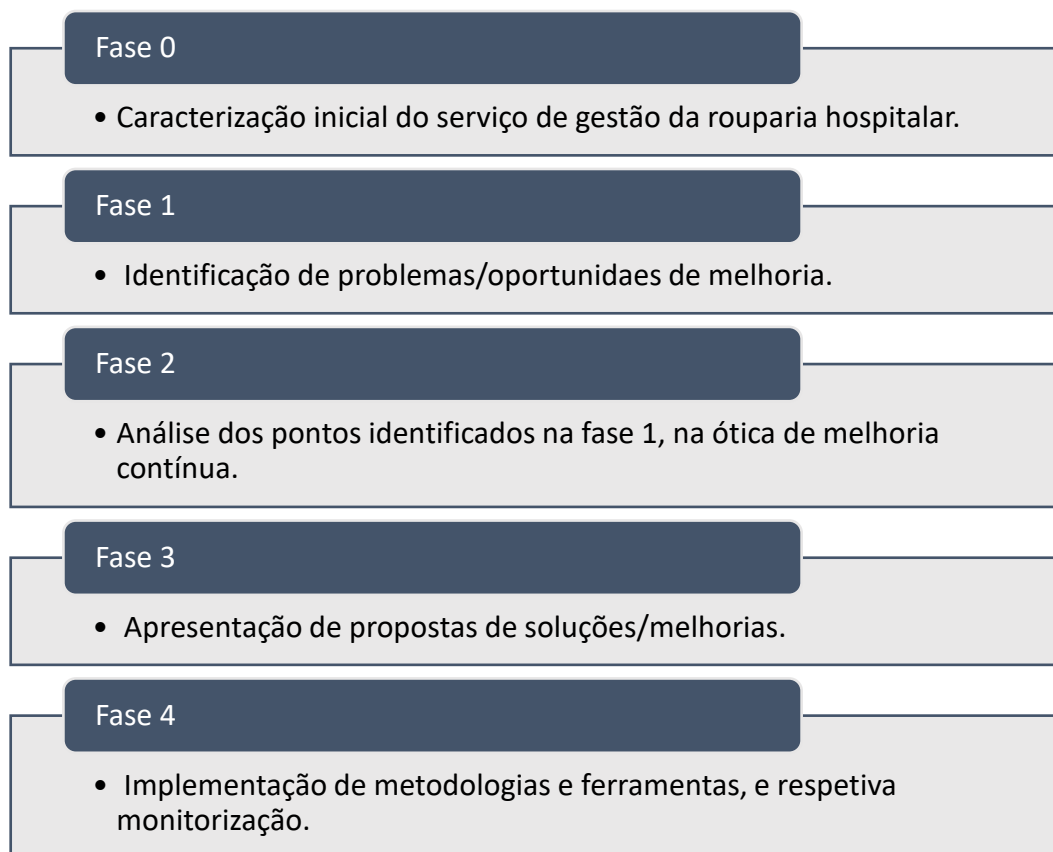 Fase 0
• Caracterização inicial do serviço de gestão da rouparia hospitalar.
Fase 1
• Identificação de problemas/oportunidaes de melhoria.
Fase 2
• Análise dos pontos identificados na fase 1, na ótica de melhoria
contínua.
Fase 3
• Apresentação de propostas de soluções/melhorias.
Fase 4
• Implementação de metodologias e ferramentas, e respetiva
monitorização.